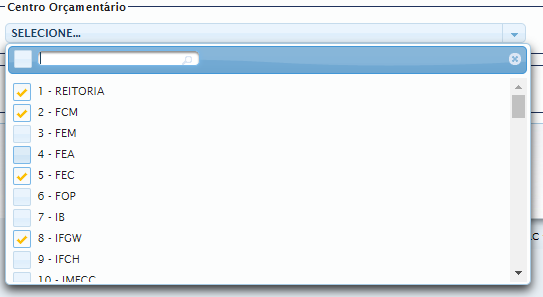 Centro Orçamentário
SELECIONE...
1 - REITORIA
2 - FCM
3 - FEM
4 - FEA
5 - FEC
6 - FOP
7 - IB
8 - IFGW
9 - IFCH
10 - IMECC